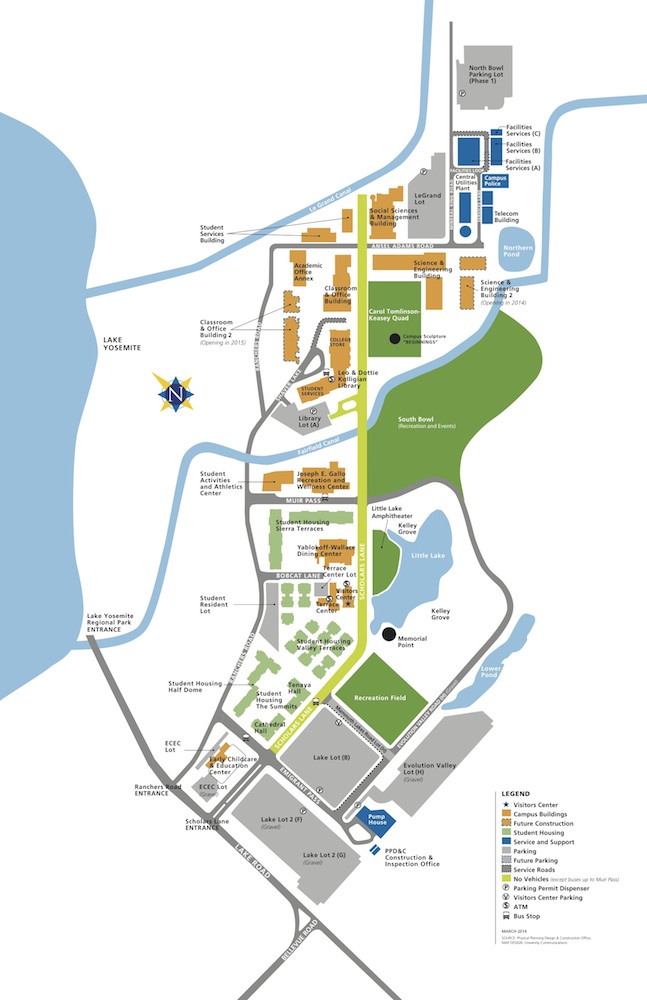 North Bowl
Parking Lot
(Phase 1)
Facilities
Services (C)
Facilities
Services (B)
Facilities
Services (A)
FACILITIES LOOP
Central
Utilities
Plant
Campus
Police
Telecom
Building
LeGrand
Lot
Le Grand Canal
Social Sciences
& Management
Building
Student
Services
Building
ANSEL ADAMS ROAD
Northern
Pond
Academic
Office
Annex
Classroom
& Office
Building
Science &
Engineering
Building
Science &
Engineering
Building 2
(Opening in 2014)
Carol Tomlinson-
Keasey Quad
Campus Sculpture
"BEGINNINGS"
Classroom
& Office
Building 2
(Opening in 2015)
RANCHERS ROAD
COLLEGE
STORE
LAKE
YOSEMITE
N
Leo & Dottie
Kolligian
Library
STUDENT
SERVICES
Library
Lot (A)
South Bowl
(Recreation and Events)
Fairfield Canal
Student
Activities
and Athletics
Center
Joseph E. Gallo
Recreation and
Wellness Center
MUIR PASS
Little Lake
Amphitheater
Kelley
Grove
Student Housing
Sierra Terraces
Yablokoff-Wallace
Dining Center
Little Lake
SCHOLARS LANE
Terrace
Center Lot
BOBCAT LANE
Visitors
Center
Terrace
Center
Student
Resident
Lot
Kelley
Grove
Lake Yosemite
Regional Park
ENTRANCE
Memorial
Point
RANCHERS ROAD
Student Housing
Valley Terraces
Lower
Pond
Student Housing
Half Dome
Tenaya
Hall
Student
Housing
The Summits
Recreation Field
Cathedral
Hall
SCHOLARS LANE
ECEC
Lot
Early Childcare
& Education
Center
Lake Lot (B)
Evolution Valley
Lot (H)
(Gravel)
EMIGRANT PASS
Ranchers Road
ENTRANCE
ECEC Lot
(Gravel)
Scholars Lane
ENTRANCE
Lake Lot 2 (F)
(Gravel)
Pump
House
Lake Lot 2 (G)
(Gravel)
PPD&C
Construction &
Inspection Office
LAKE ROAD
BELLEVUE ROAD
LEGEND
Visitors Center
Campus Buildings
Future Construction
Student Housing
Service and Support
Parking
Future Parking
Service Roads
No Vehicles (except buses up to Muir Pass)
Parking Permit Dispenser
Visitors Center Parking
ATM
Bus Stop
MARCH 2014
SOURCE: Physical Planning Design & Construction Office,
MAP DESIGN: University Communications